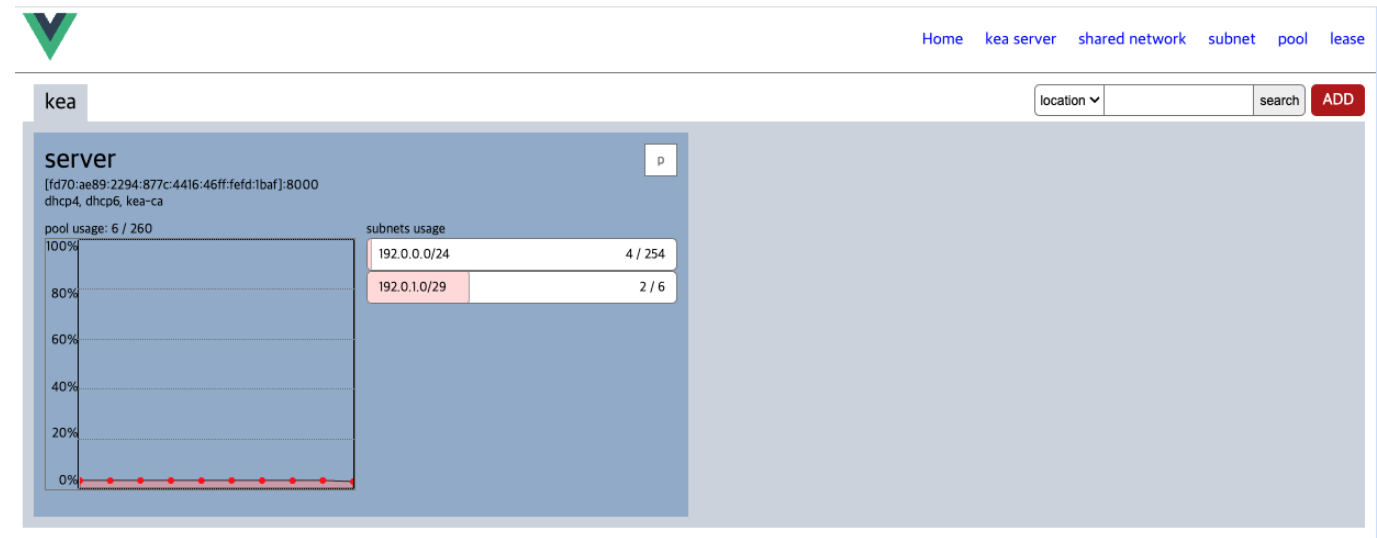 Home kea server shared network subnet pool lease
kea
location search ADD
server
p
[fd70:ae89:2294:877c:4416:46ff:fefd:1baf]:8000
dhcp4, dhcp6, kea-ca
pool usage: 6 / 260
100%
80%
60%
40%
20%
0%
subnets usage
192.0.0.0/24 4 / 254
192.0.1.0/29 2 / 6